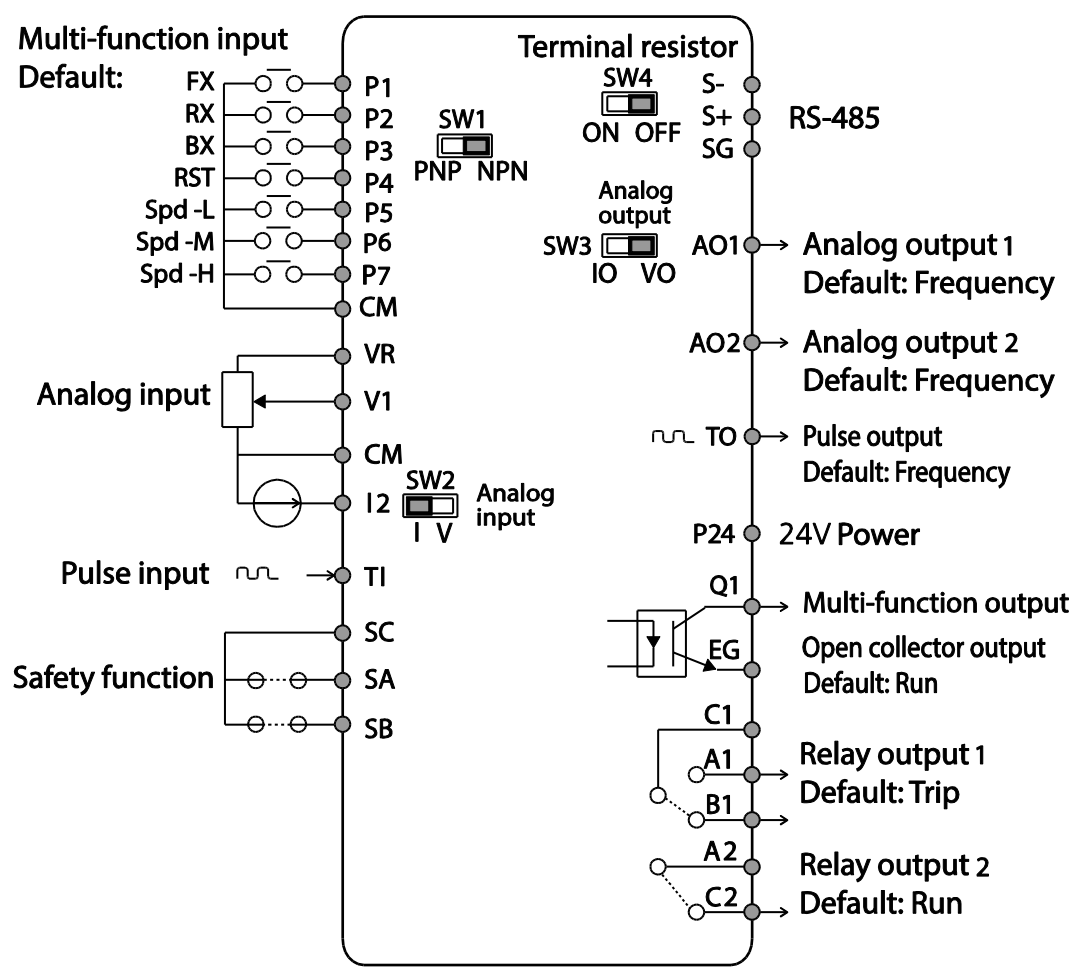 Multi-function input
Default:
FX
P1
RX
P2
BX
P3
RST
P4
Spd -L
P5
Spd -M
P6
Spd -H
P7
CM
SW1
PNP NPN
Analog input
VR
V1
CM
I2
SW2
I V
Analog
input
Pulse input
TI
Safety function
SC
SA
SB
Terminal resistor
SW4
ON OFF
S-
S+
SG
RS-485
Analog
output
SW3
IO VO
AO1
Analog output 1
Default: Frequency
AO2
Analog output 2
Default: Frequency
TO
Pulse output
Default: Frequency
P24
24V Power
Q1
Multi-function output
EG
Open collector output
Default: Run
C1
A1
B1
Relay output 1
Default: Trip
A2
C2
Relay output 2
Default: Run